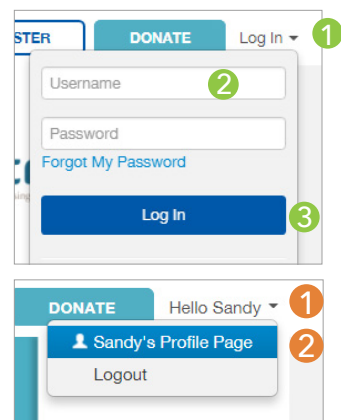 STER DONATE Log In 1
Username 2
Password
Forgot My Password
Log In 3
DONATE Hello Sandy 1
Sandy's Profile Page 2
Logout